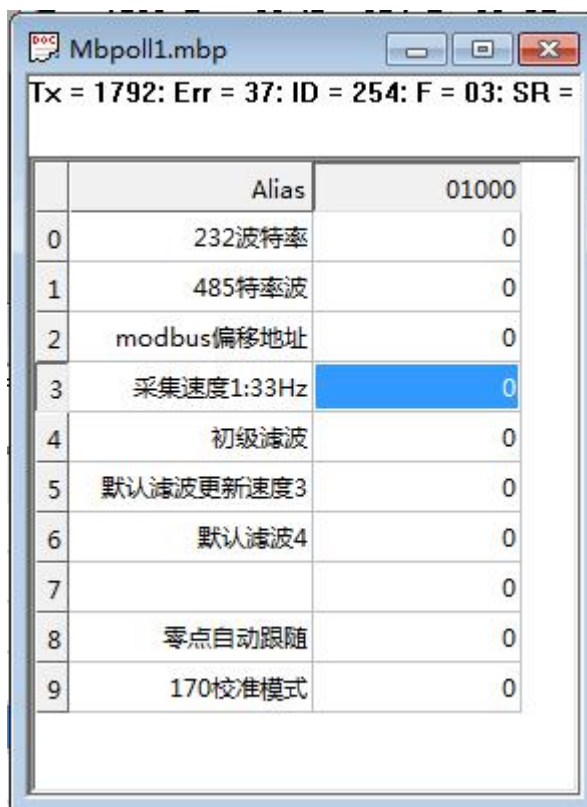 DOC
Mbpoll1.mbp
Tx = 1792: Err = 37: ID = 254: F = 03: SR =
Alias 01000
0 232波特率 0
1 485特率波 0
2 modbus偏移地址 0
3 采集速度1:33Hz 0
4 初级滤波 0
5 默认滤波更新速度3 0
6 默认滤波4 0
7 0
8 零点自动跟随 0
9 170校准模式 0